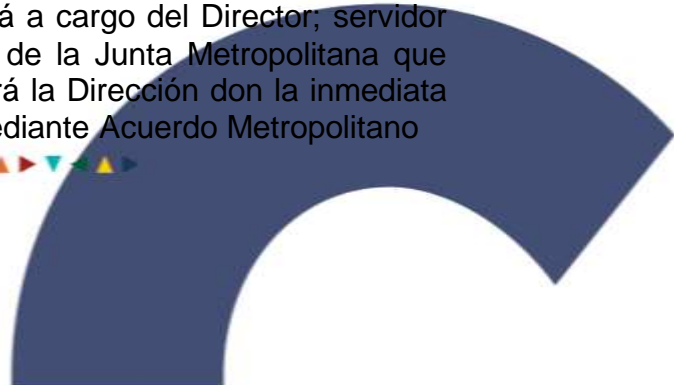 á a cargo del Director; servidor
de la Junta Metropolitana que
rá la Dirección don la inmediata
ediante Acuerdo Metropolitano